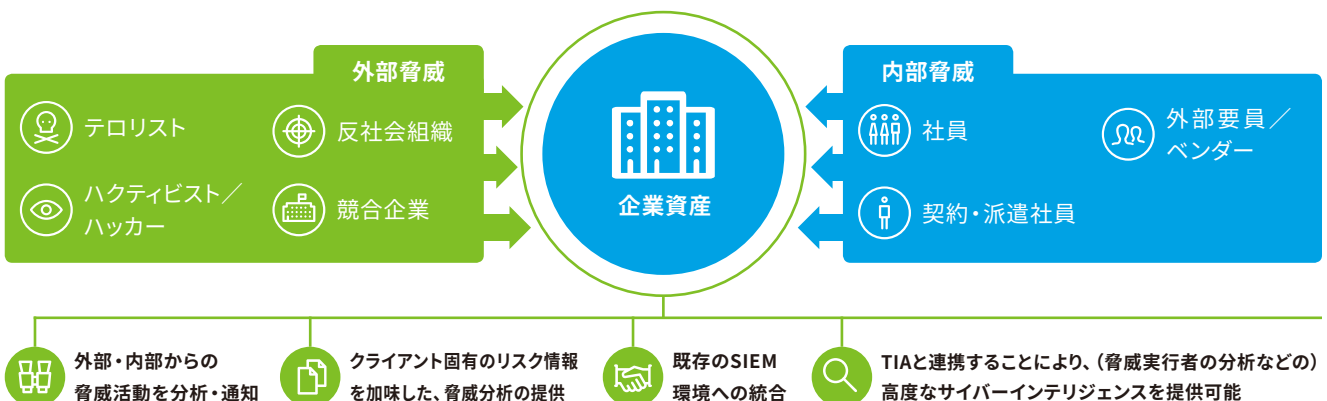 外部脅威
テロリスト
反社会組織
ハクティビスト／
ハッカー
競合企業
企業資産
内部脅威
社員
外部要員／
ベンダー
契約・派遣社員
外部・内部からの
脅威活動を分析・通知
クライアント固有のリスク情報
を加味した、脅威分析の提供
既存のSIEM
環境への統合
TIAと連携することにより、（脅威実行者の分析などの）
高度なサイバーインテリジェンスを提供可能